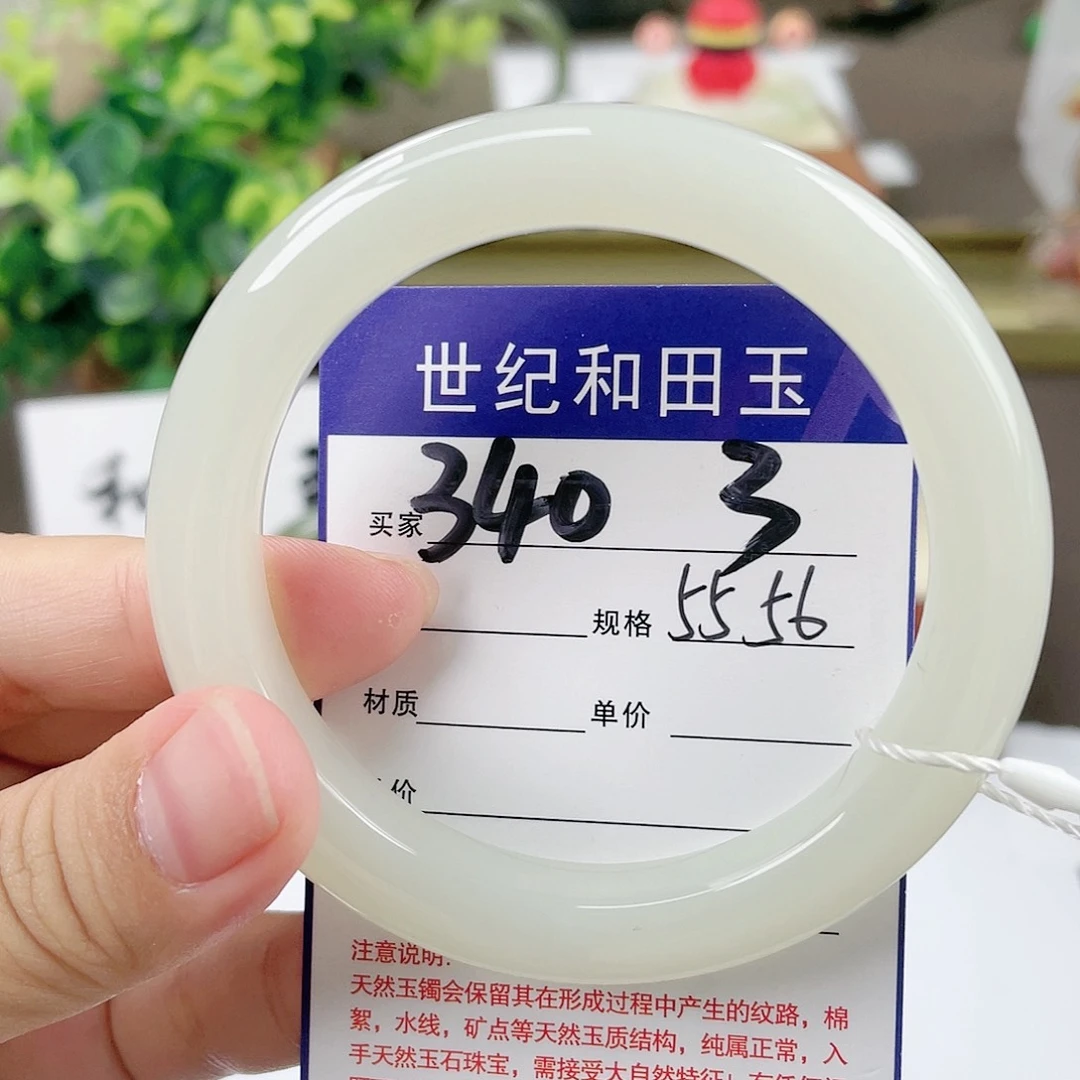 世纪和田玉
买家 340 3
规格 55.56
材质 单价
价
注意说明:
天然玉镯会保留其在形成过程中产生的纹路，棉
絮，水线，矿点等天然玉质结构，纯属正常，入
手天然玉石珠宝，需接受大自然特征!